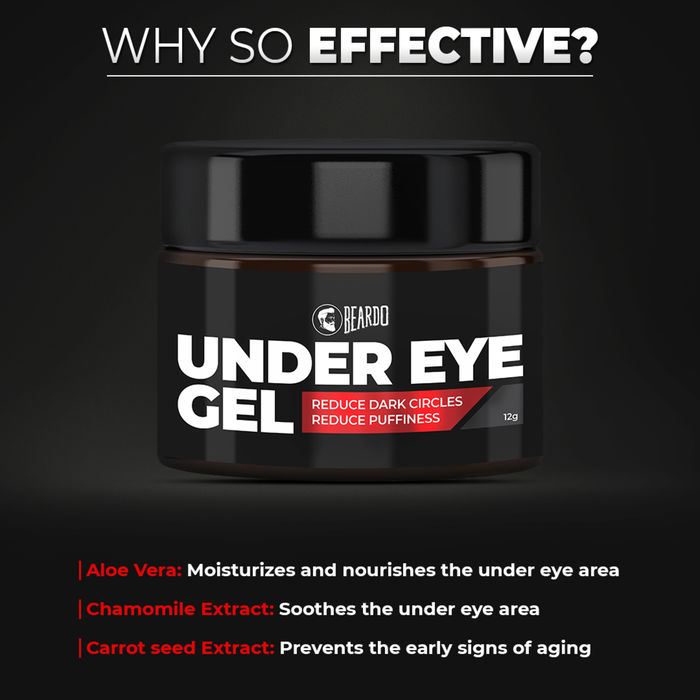 WHY SO EFFECTIVE?
BEARDO
UNDER EYE
GEL
REDUCE DARK CIRCLES
REDUCE PUFFINESS
12g
Aloe Vera: Moisturizes and nourishes the under eye area
Chamomile Extract: Soothes the under eye area
Carrot seed Extract: Prevents the early signs of aging